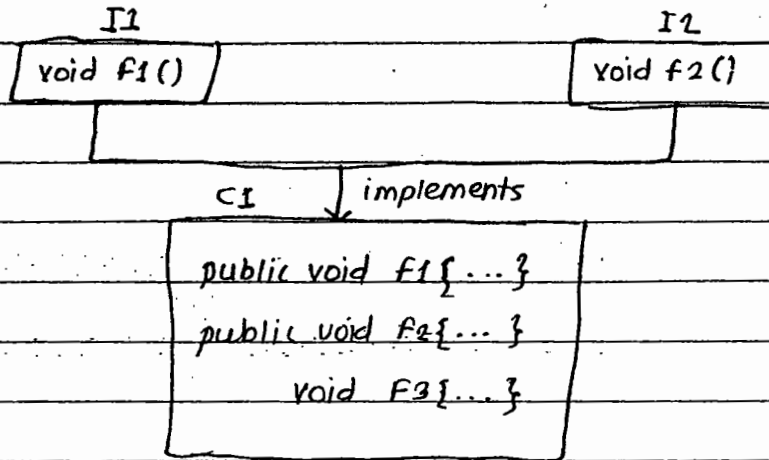 I1 I2
void f1() void f2()
C1 implements
public void f1{...}
public void f2{...}
void f3{...}